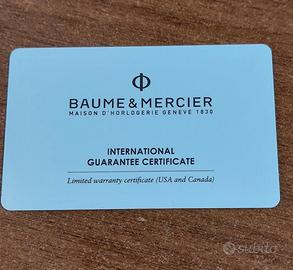 BAUME & MERCIER
MAISON D'HORLOGERIE GENEVE 1830
INTERNATIONAL
GUARANTEE CERTIFICATE
Limited warranty certificate (USA and Canada)
subito